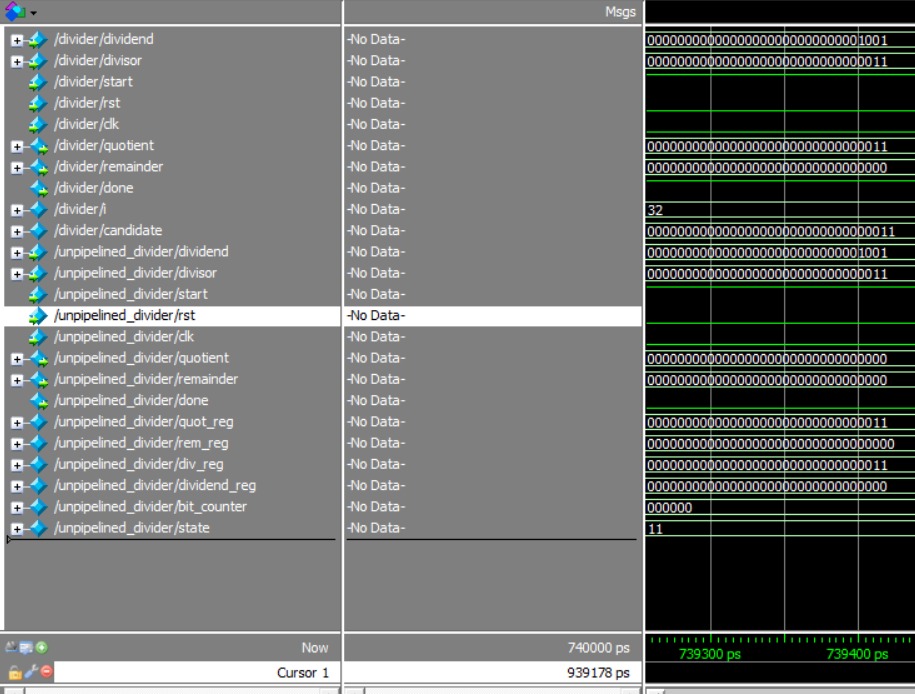 Msgs
/divider/dividend -No Data- 00000000000000000000000000001001
/divider/divisor -No Data- 00000000000000000000000000000011
/divider/start -No Data-
/divider/rst -No Data-
/divider/clk -No Data-
/divider/quotient -No Data- 00000000000000000000000000000011
/divider/remainder -No Data- 00000000000000000000000000000000
/divider/done -No Data-
/divider/i -No Data- 32
/divider/candidate -No Data- 000000000000000000000000000000011
/unpipelined_divider/dividend -No Data- 00000000000000000000000000001001
/unpipelined_divider/divisor -No Data- 00000000000000000000000000000011
/unpipelined_divider/start -No Data-
/unpipelined_divider/rst -No Data-
/unpipelined_divider/clk -No Data-
/unpipelined_divider/quotient -No Data- 00000000000000000000000000000000
/unpipelined_divider/remainder -No Data- 00000000000000000000000000000000
/unpipelined_divider/done -No Data-
/unpipelined_divider/quot_reg -No Data- 00000000000000000000000000000011
/unpipelined_divider/rem_reg -No Data- 000000000000000000000000000000000
/unpipelined_divider/div_reg -No Data- 00000000000000000000000000000011
/unpipelined_divider/dividend_reg -No Data- 00000000000000000000000000000000
/unpipelined_divider/bit_counter -No Data- 000000
/unpipelined_divider/state -No Data- 11
Now 740000 ps 739300 ps 739400 ps
Cursor 1 939178 ps